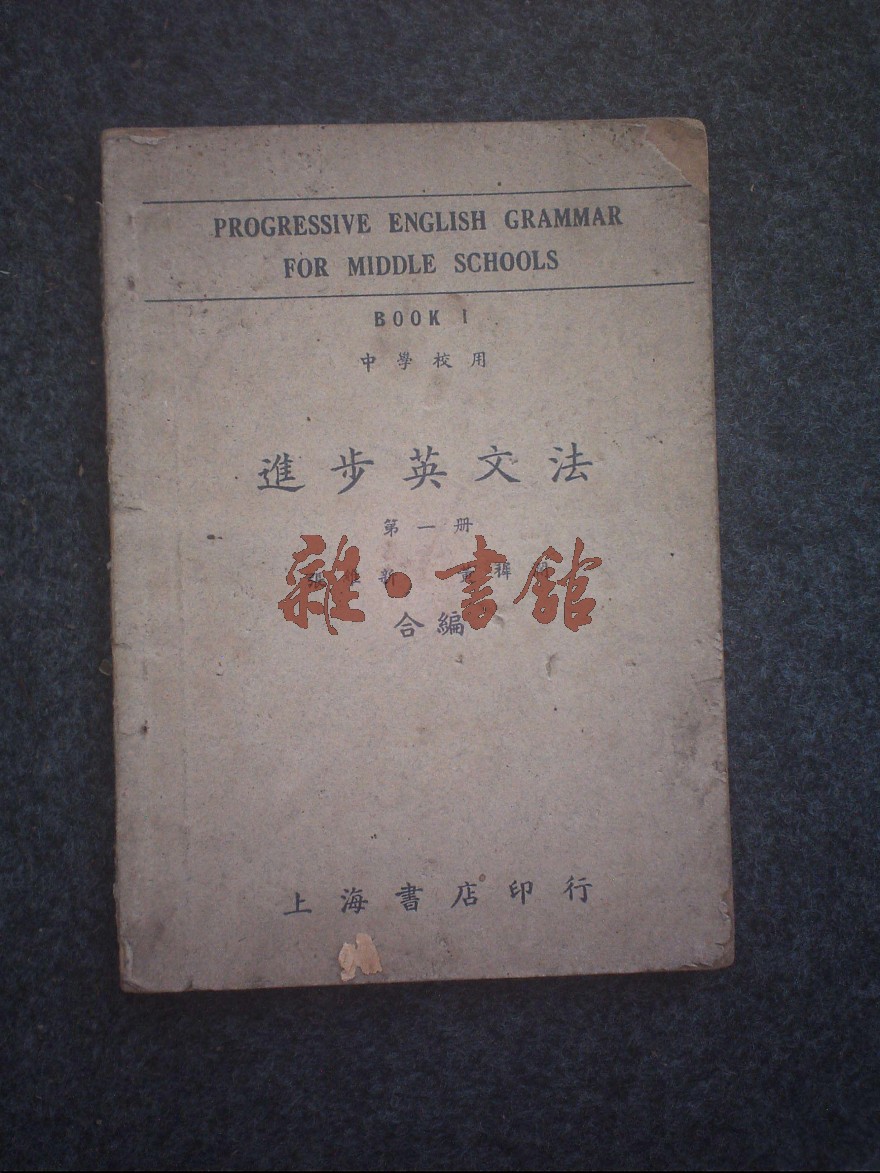 PROGRESSIVE ENGLISH GRAMMAR
FOR MIDDLE SCHOOLS
BOOK I
中學校用
進步英文法
第一册
雜·書館
合編
上海書店印行